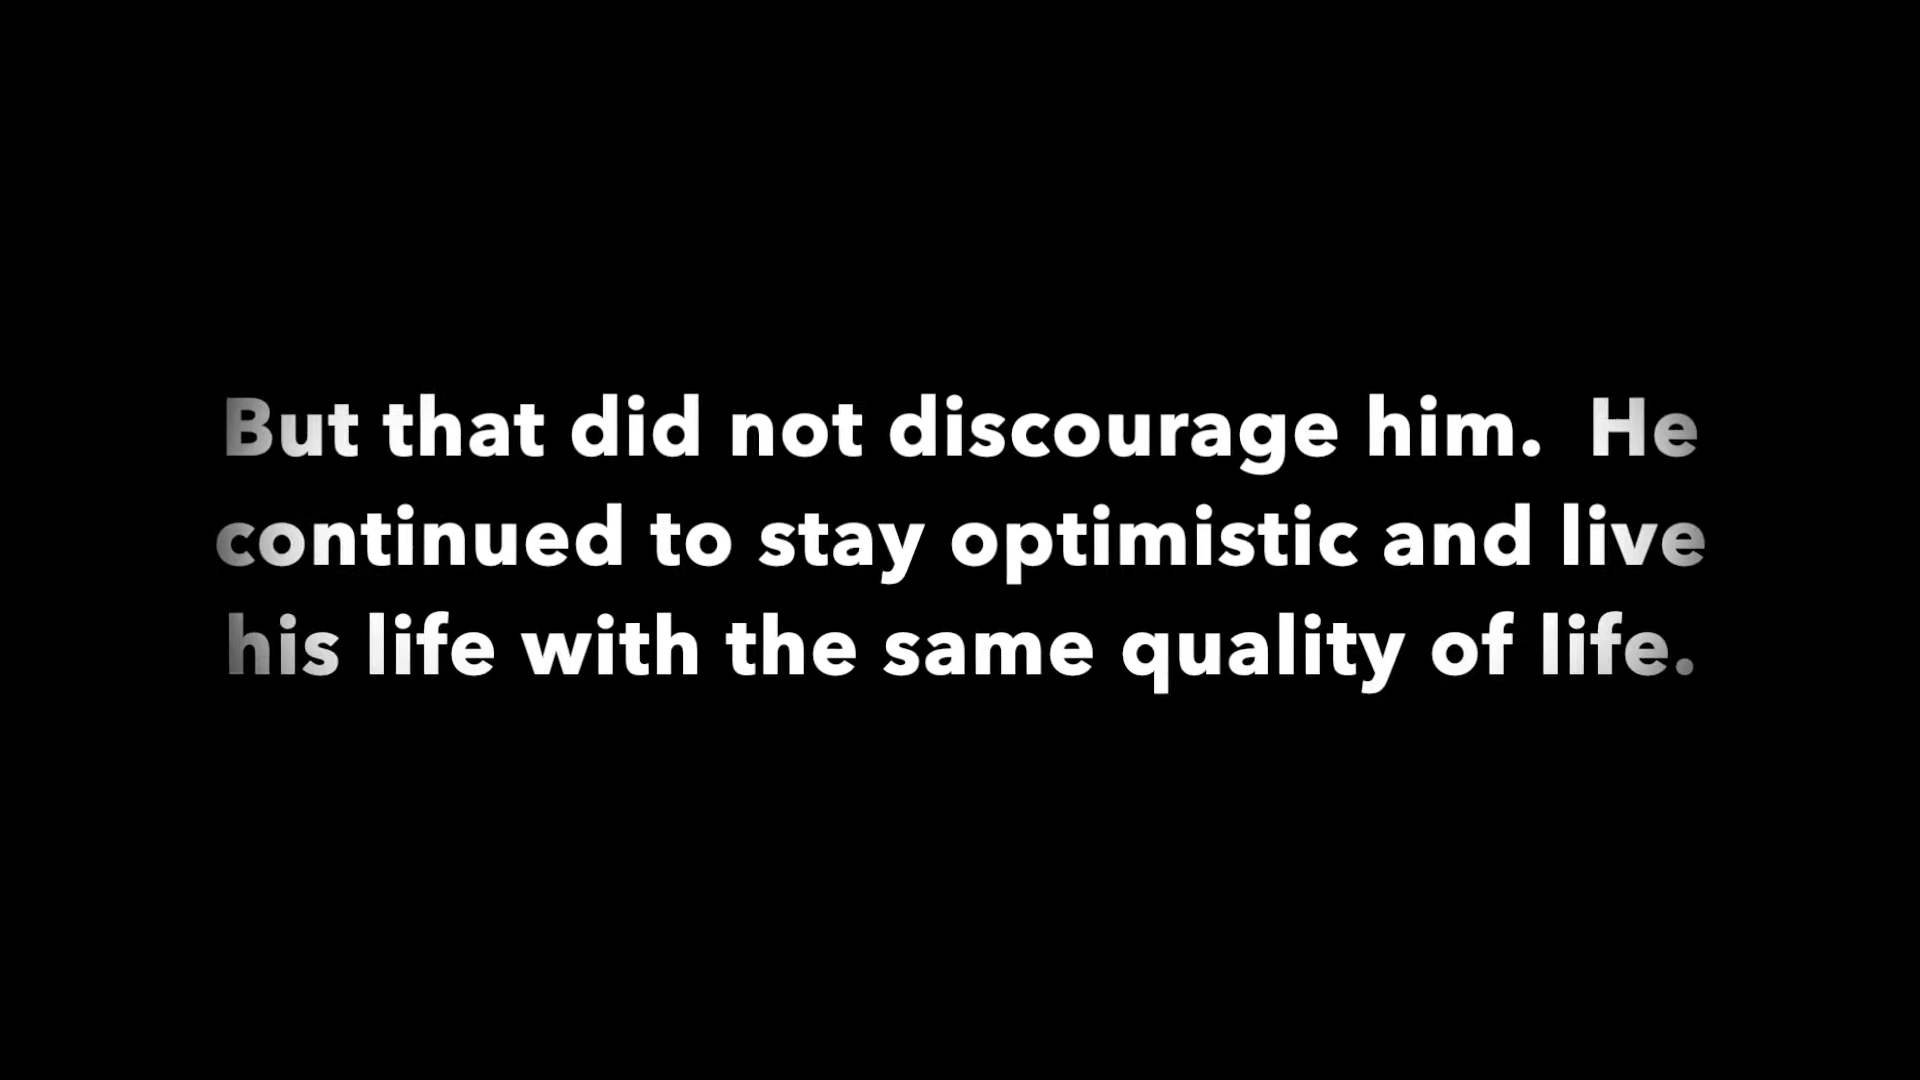 But that did not discourage him.  He
continued to stay optimistic and live
his life with the same quality of life.